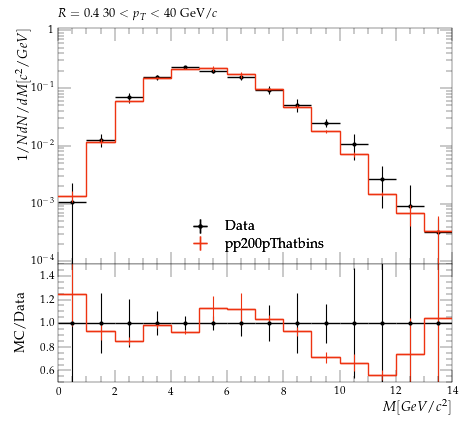 R = 0.4 30 < p_T < 40 GeV/c
1/NdN/dM[c²/GeV]
1
10⁻¹
10⁻²
10⁻³
10⁻⁴
Data
pp200pThatbins
MC/Data
1.4
1.2
1.0
0.8
0.6
0 2 4 6 8 10 12 14
M[GeV/c²]